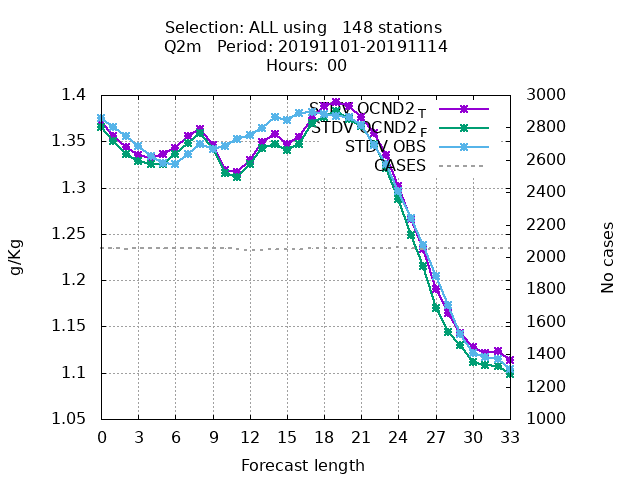 Selection: ALL using   148 stations
Q2m   Period: 20191101-20191114
Hours:  00
STDV OCND2 T
STDV OCND2 F
STDV OBS
CASES
1.4
1.35
1.3
1.25
1.2
1.15
1.1
1.05
3000
2800
2600
2400
2200
2000
1800
1600
1400
1200
1000
g/Kg
No cases
0 3 6 9 12 15 18 21 24 27 30 33
Forecast length